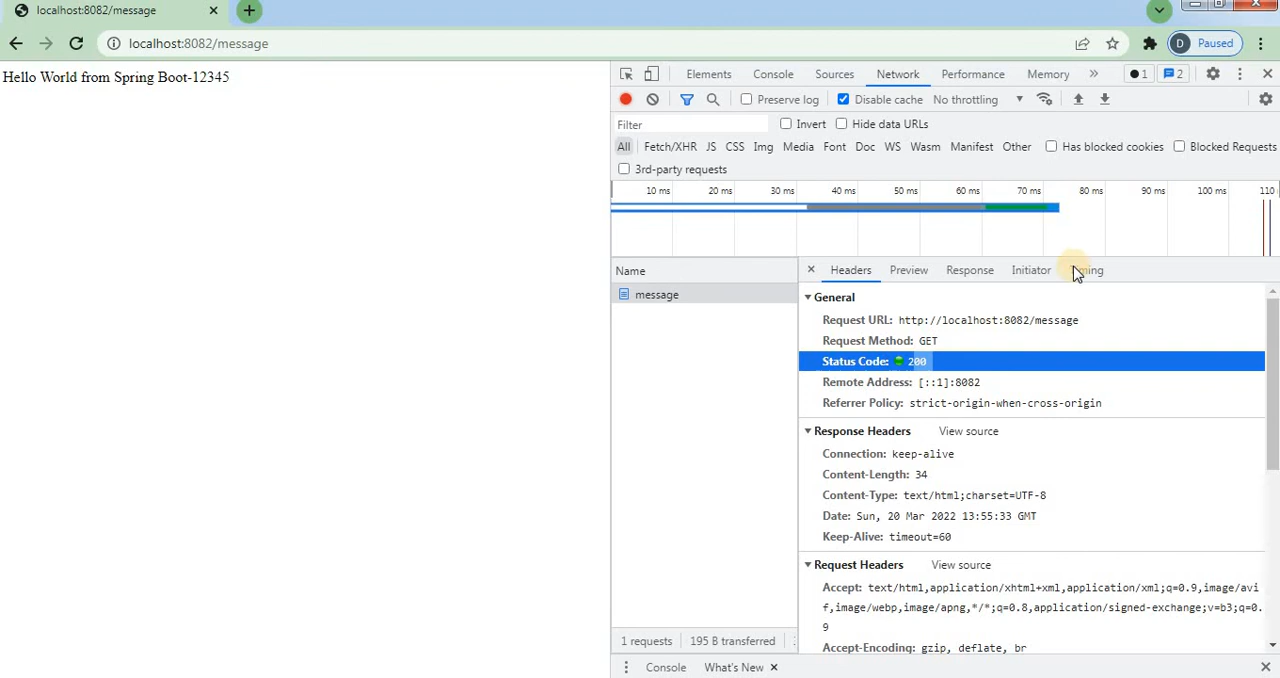 localhost:8082/message
localhost:8082/message
D Paused
Hello World from Spring Boot-12345
Elements Console Sources Network Performance Memory » 1 2
Preserve log Disable cache No throttling
Filter Invert Hide data URLs
All Fetch/XHR JS CSS Img Media Font Doc WS Wasm Manifest Other Has blocked cookies Blocked Requests
3rd-party requests
10 ms 20 ms 30 ms 40 ms 50 ms 60 ms 70 ms 80 ms 90 ms 100 ms 110
Name
message
Headers Preview Response Initiator Timing
General
Request URL: http://localhost:8082/message
Request Method: GET
Status Code: 200
Remote Address: [::1]:8082
Referrer Policy: strict-origin-when-cross-origin
Response Headers View source
Connection: keep-alive
Content-Length: 34
Content-Type: text/html;charset=UTF-8
Date: Sun, 20 Mar 2022 13:55:33 GMT
Keep-Alive: timeout=60
Request Headers View source
Accept: text/html,application/xhtml+xml,application/xml;q=0.9,image/avi
f,image/webp,image/apng,*/*;q=0.8,application/signed-exchange;v=b3;q=0.
9
Accept-Encoding: gzip, deflate, br
1 requests 195 B transferred
Console What's New